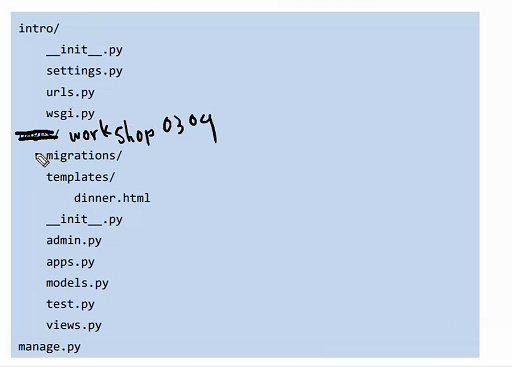 intro/
__init__.py
settings.py
urls.py
wsgi.py
/ workshop 0304
migrations/
templates/
dinner.html
__init__.py
admin.py
apps.py
models.py
test.py
views.py
manage.py